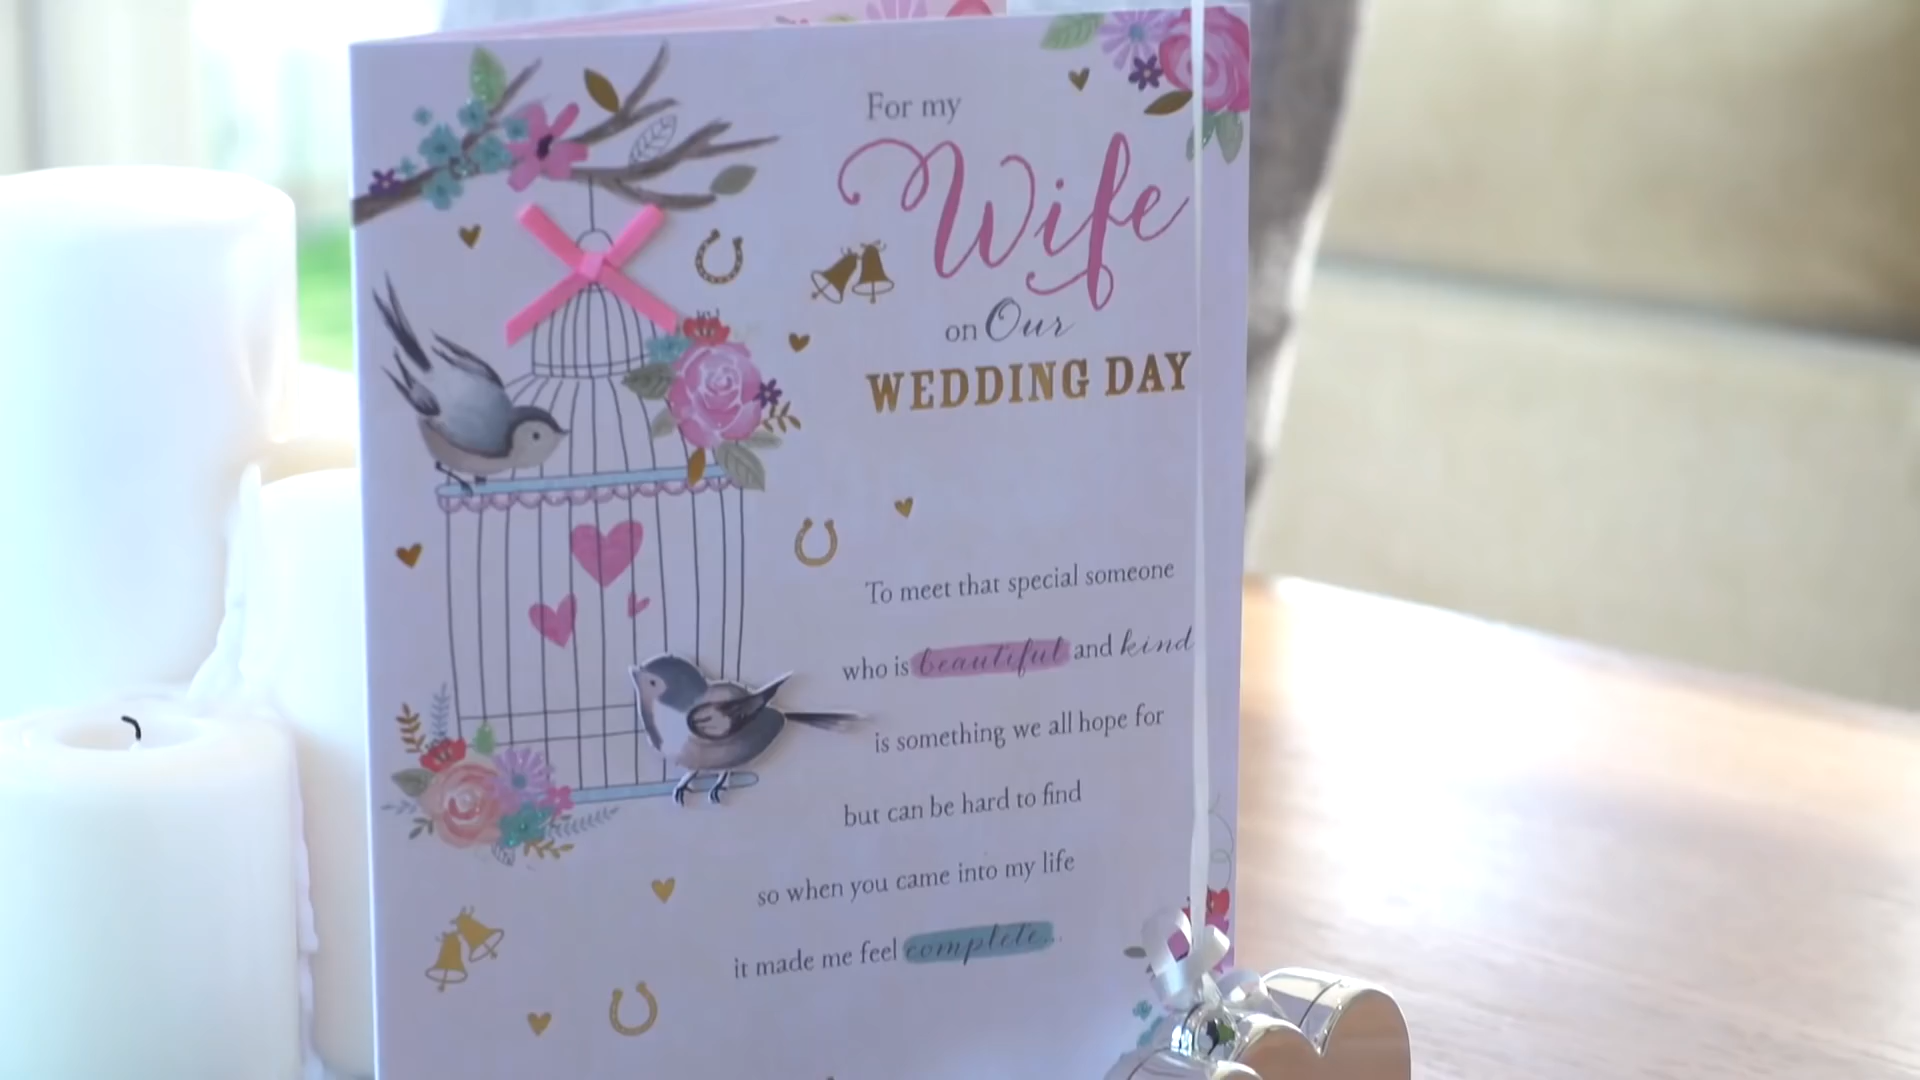 For my
Wife
on Our
WEDDING DAY
To meet that special someone
who is beautiful and kind
is something we all hope for
but can be hard to find
so when you came into my life
it made me feel complete...